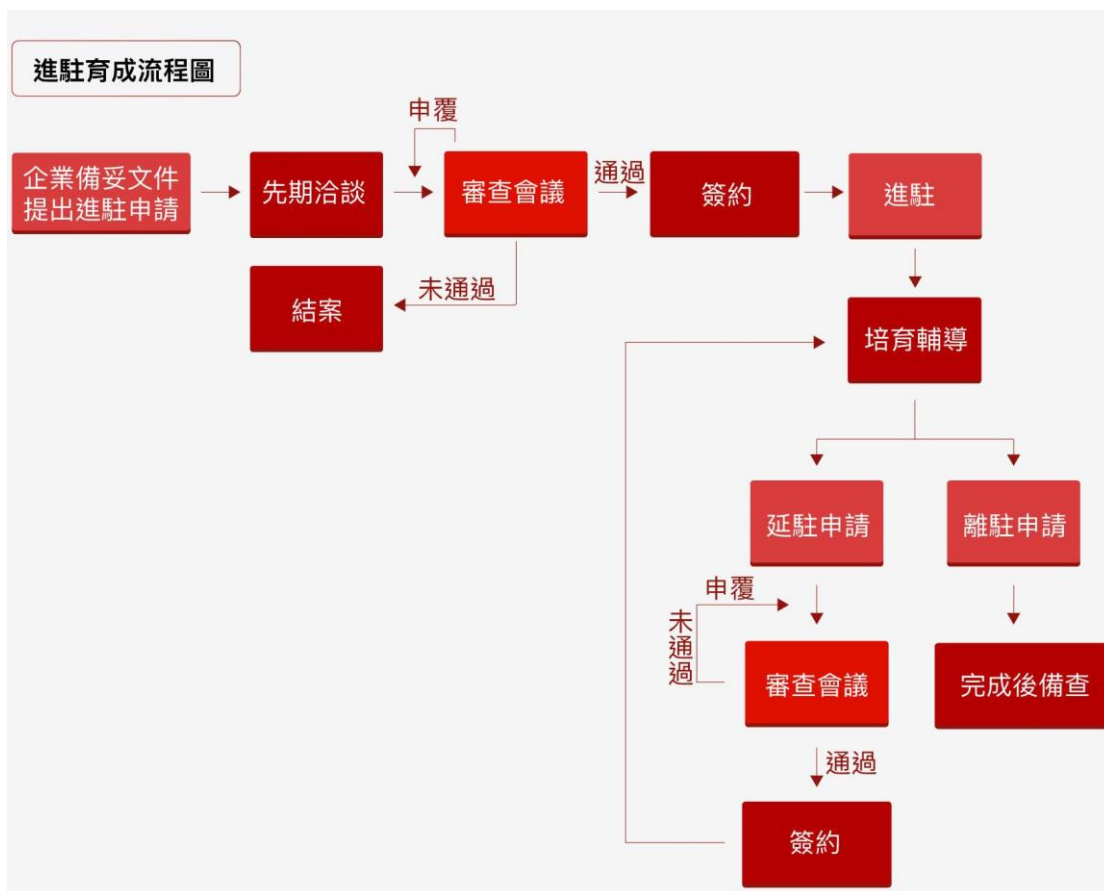 進駐育成流程圖
申覆
企業備妥文件
提出進駐申請
先期洽談
審查會議
通過
簽約
進駐
結案
未通過
培育輔導
延駐申請
離駐申請
申覆
未通過
審查會議
完成後備查
通過
簽約